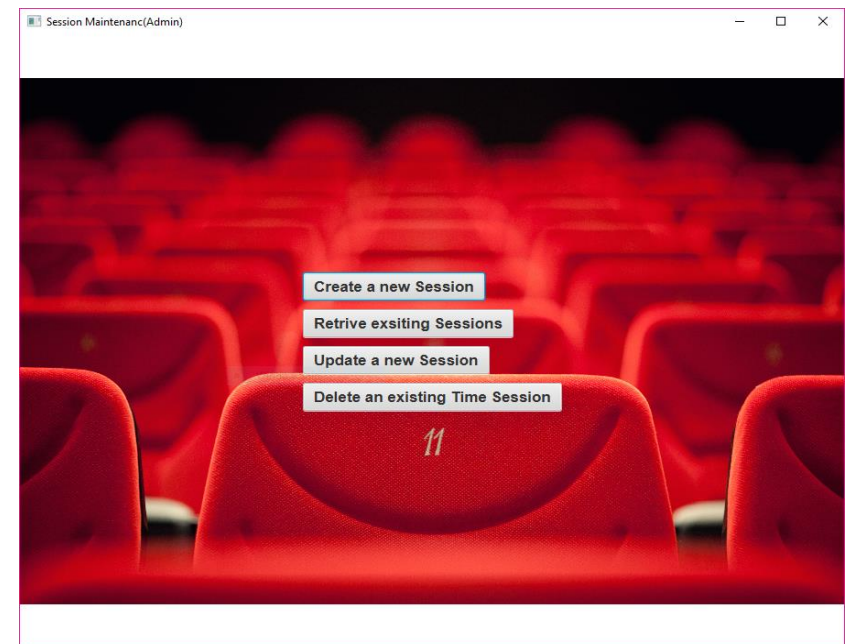 Session Maintenanc(Admin)
Create a new Session
Retrive exsiting Sessions
Update a new Session
Delete an existing Time Session
11